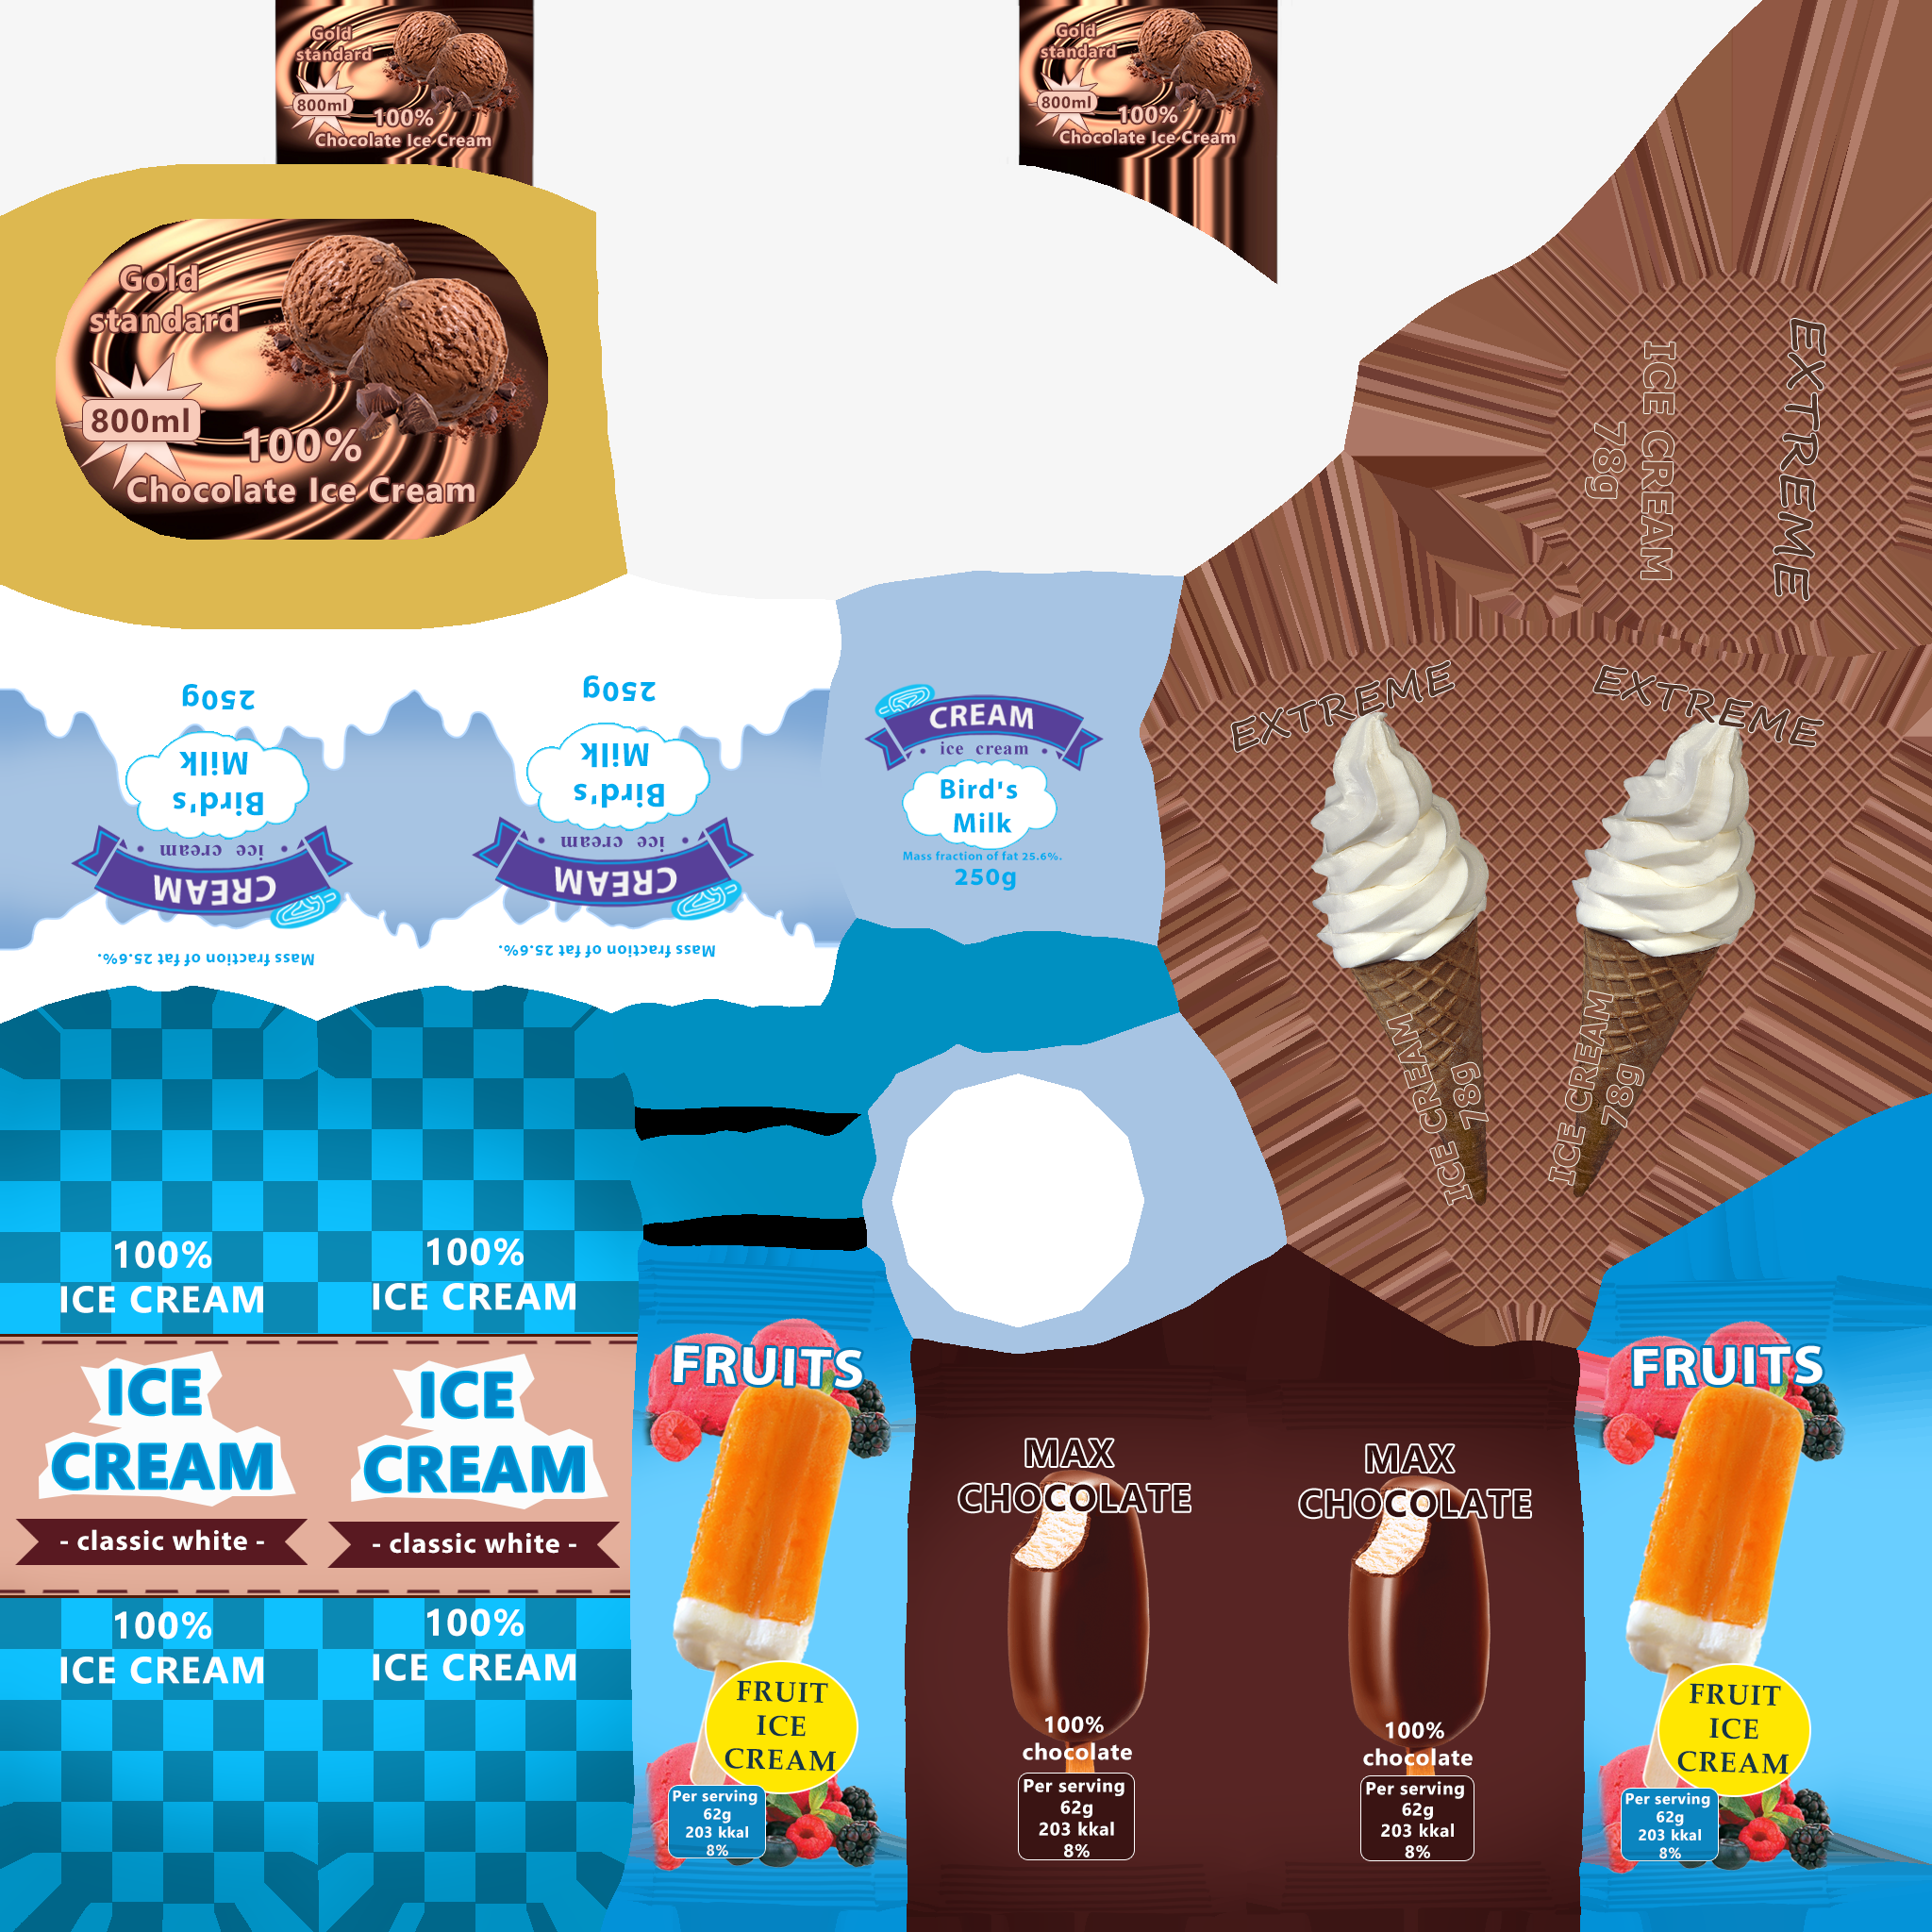 Gold
standard
800ml
100%
Chocolate Ice Cream
Gold
standard
800ml
100%
Chocolate Ice Cream
Gold
standard
800ml
100%
Chocolate Ice Cream
EXTREME
ICE CREAM
78g
250g
Milk
Bird's
• ice cream •
CREAM
Mass fraction of fat 25.6%.
250g
Milk
Bird's
• ice cream •
CREAM
Mass fraction of fat 25.6%.
CREAM
• ice cream •
Bird's
Milk
Mass fraction of fat 25.6%.
250g
EXTREME
ICE CREAM
78g
EXTREME
ICE CREAM
78g
100%
ICE CREAM
ICE
CREAM
- classic white -
100%
ICE CREAM
100%
ICE CREAM
ICE
CREAM
- classic white -
100%
ICE CREAM
FRUITS
FRUIT
ICE
CREAM
Per serving
62g
203 kkal
8%
MAX
CHOCOLATE
100%
chocolate
Per serving
62g
203 kkal
8%
MAX
CHOCOLATE
100%
chocolate
Per serving
62g
203 kkal
8%
FRUITS
FRUIT
ICE
CREAM
Per serving
62g
203 kkal
8%